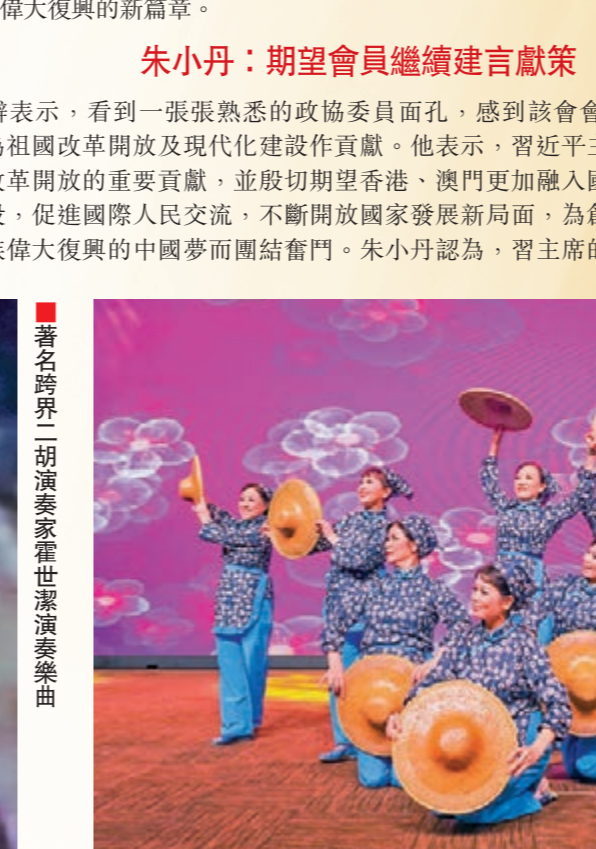 偉大復興的新篇章。
朱小丹：期望會員繼續建言獻策
表示，看到一張張熟悉的政協委員面孔，感到該會會
祖國改革開放及現代化建設作貢獻。他表示，習近平主
改革開放的重要貢獻，並殷切期望香港、澳門更加融入國
，促進國際人民交流，不斷開放國家發展新局面，為創
族偉大復興的中國夢而團結奮鬥。朱小丹認為，習主席的
■著名跨界二胡演奏家霍世潔演奏樂曲